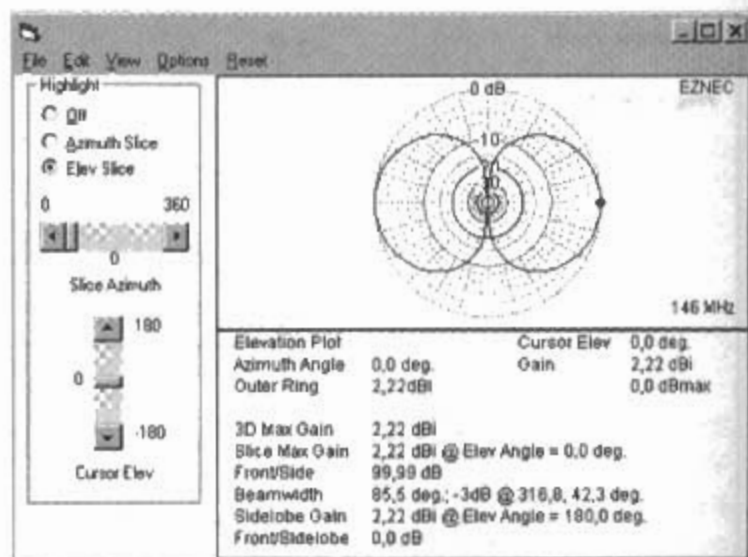 File Edit View Options Reset
Highlight
Off
Azimuth Slice
Elev Slice
0 360
0
Slice Azimuth
180
0
-180
Cursor Elev
0 dB
EZNEC
-10
146 MHz
Elevation Plot Cursor Elev 0,0 deg.
Azimuth Angle 0,0 deg. Gain 2,22 dBi
Outer Ring 2,22dBi 0,0 dBmax
3D Max Gain 2,22 dBi
Slice Max Gain 2,22 dBi @ Elev Angle = 0,0 deg.
Front/Side 99,99 dB
Beamwidth 85,5 deg.; -3dB @ 316,8, 42,3 deg.
Sidelobe Gain 2,22 dBi @ Elev Angle = 180,0 deg.
Front/Sidelobe 0,0 dB